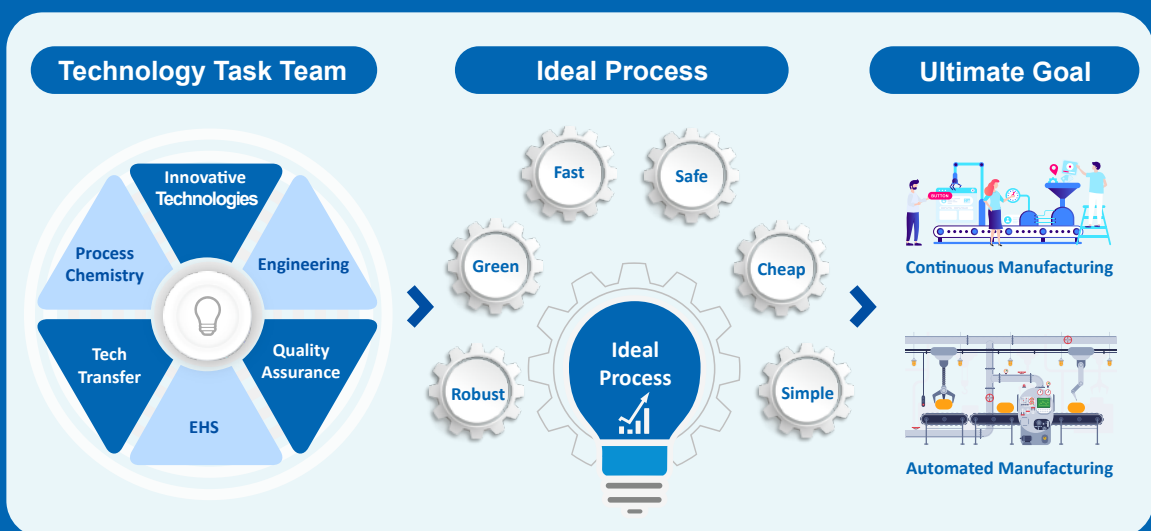 Technology Task Team
Innovative
Technologies
Process
Chemistry
Engineering
Tech
Transfer
Quality
Assurance
EHS
Ideal Process
Fast
Safe
Green
Cheap
Robust
Simple
Ideal
Process
Ultimate Goal
BUTTON
Continuous Manufacturing
Automated Manufacturing